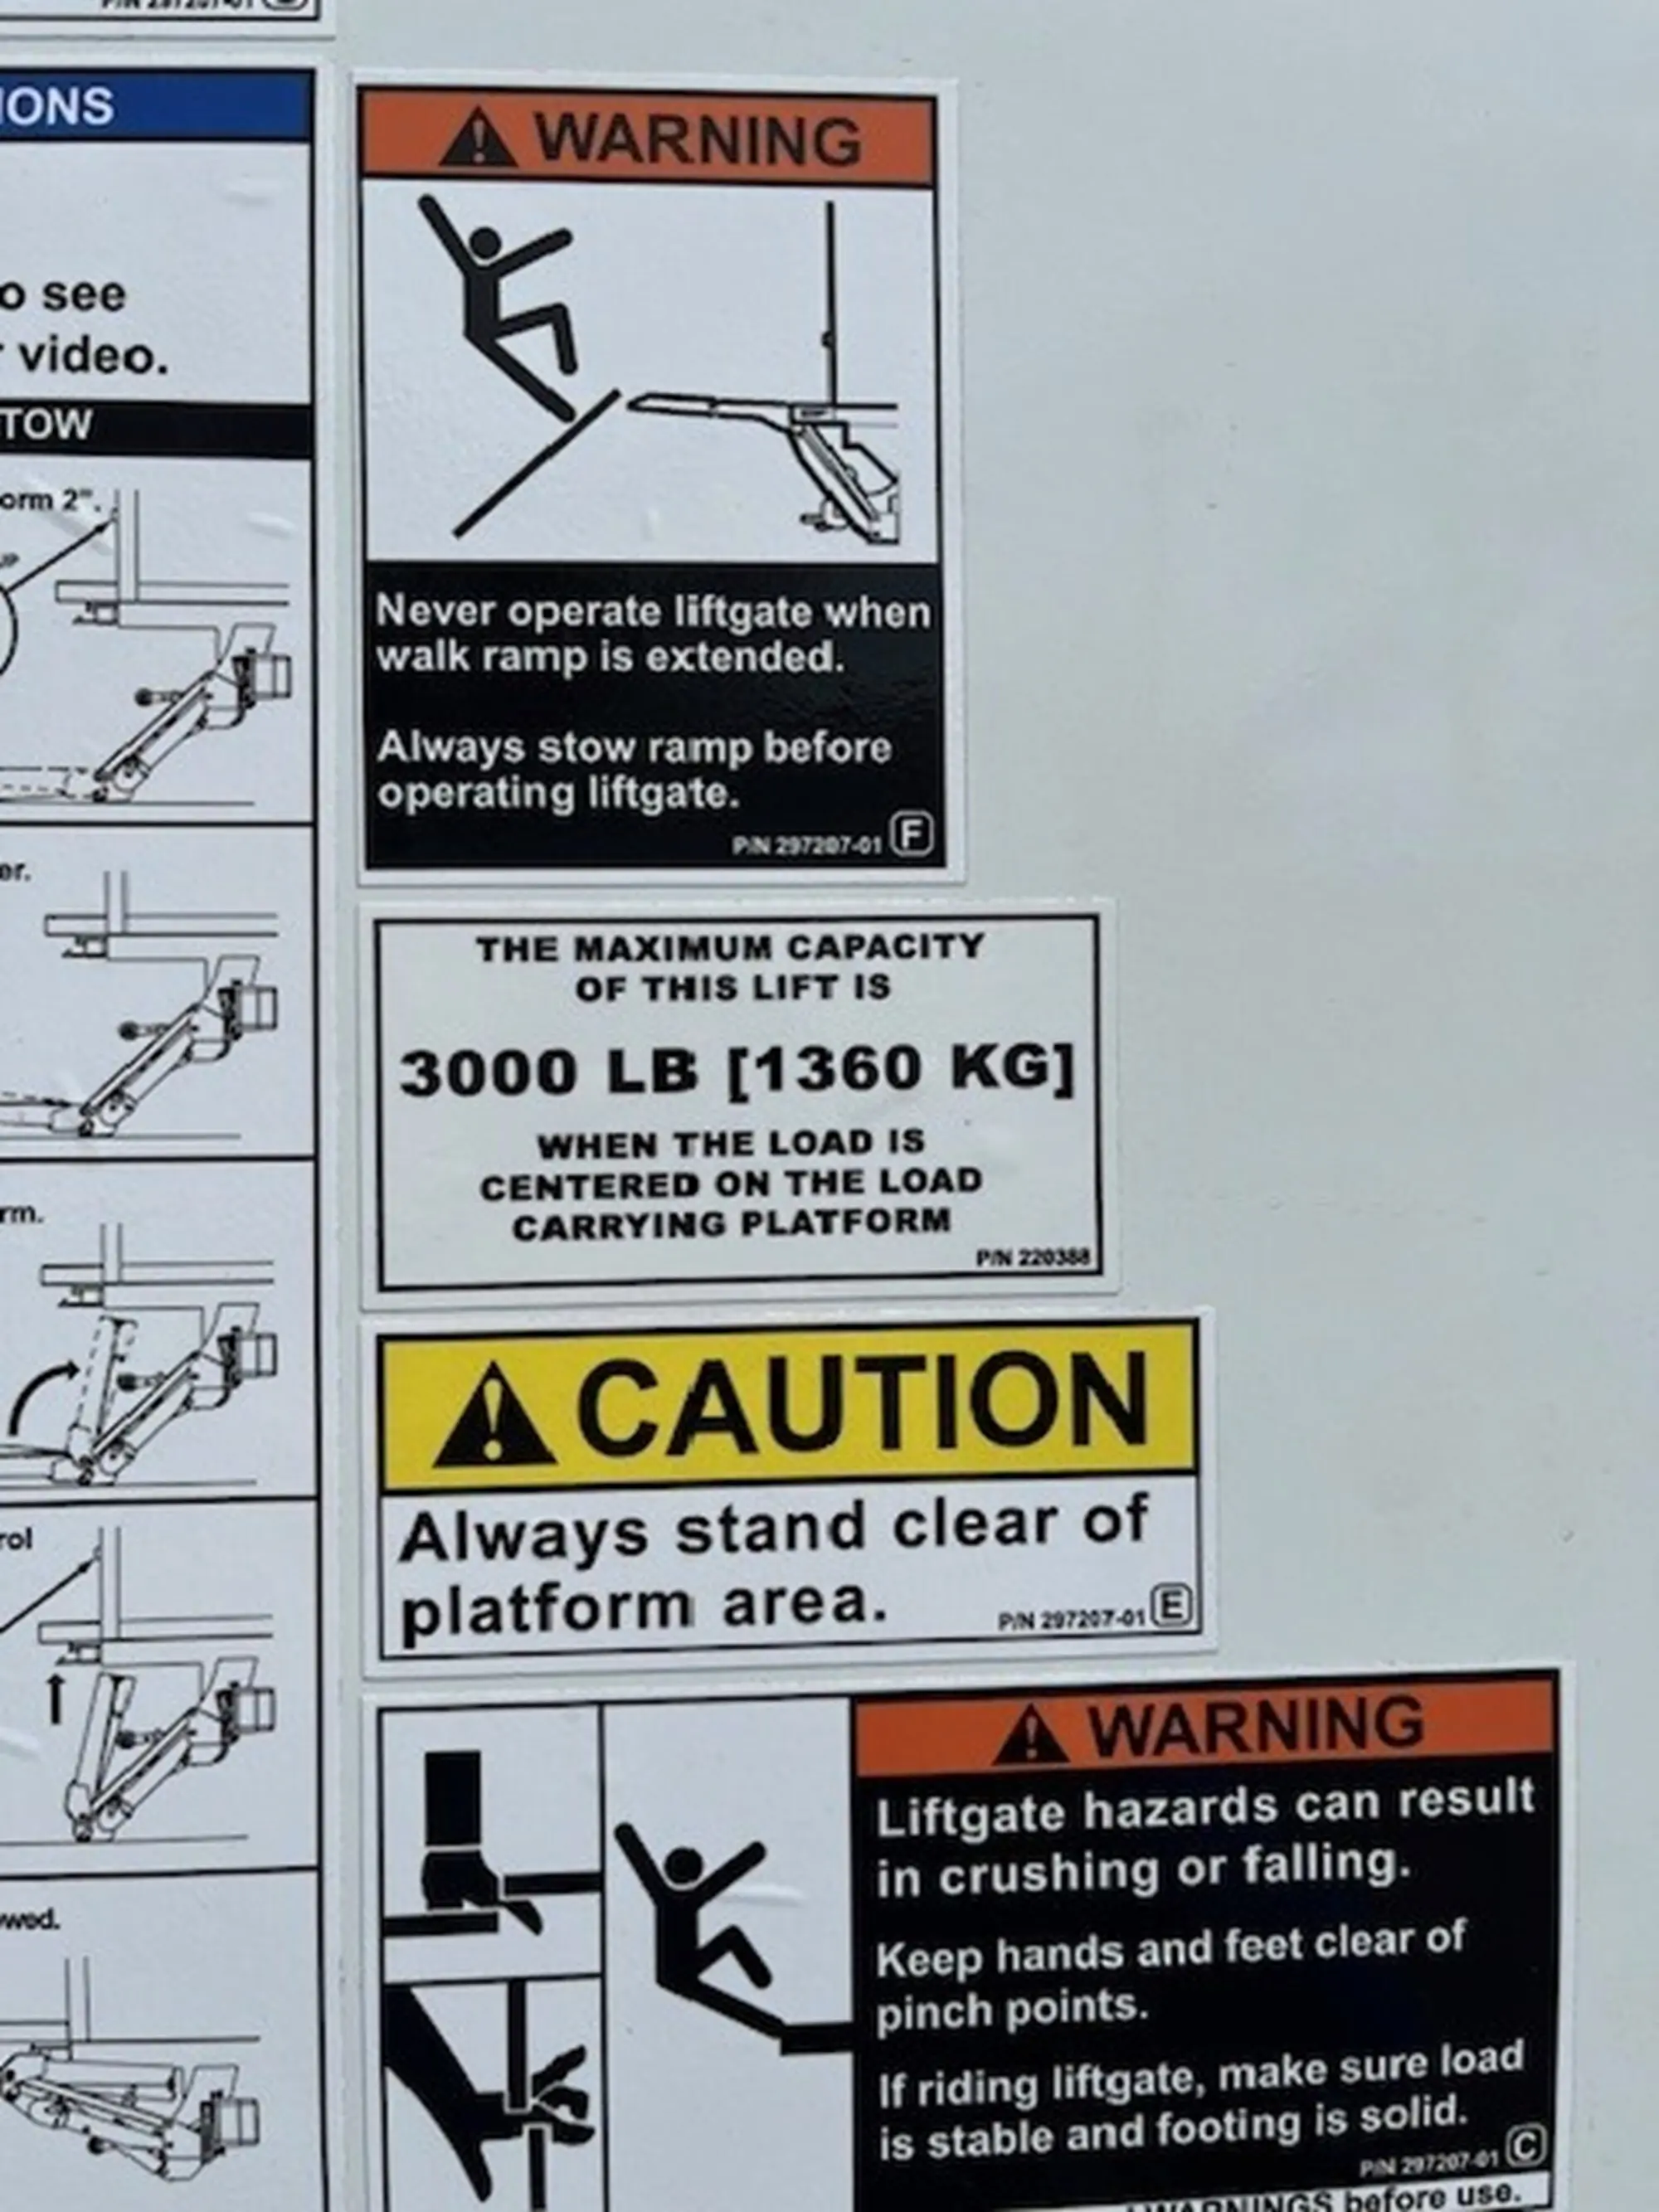 P/N 297207-01
IONS
o see
video.
TOW
orm 2".
UP
er.
rm.
rol
owed.
WARNING
Never operate liftgate when
walk ramp is extended.
Always stow ramp before
operating liftgate.
P/N 297207-01 F
THE MAXIMUM CAPACITY
OF THIS LIFT IS
3000 LB [1360 KG]
WHEN THE LOAD IS
CENTERED ON THE LOAD
CARRYING PLATFORM
P/N 220388
CAUTION
Always stand clear of
platform area.
P/N 297207-01 E
WARNING
Liftgate hazards can result
in crushing or falling.
Keep hands and feet clear of
pinch points.
If riding liftgate, make sure load
is stable and footing is solid.
P/N 297207-01 C
WARNINGS before use.